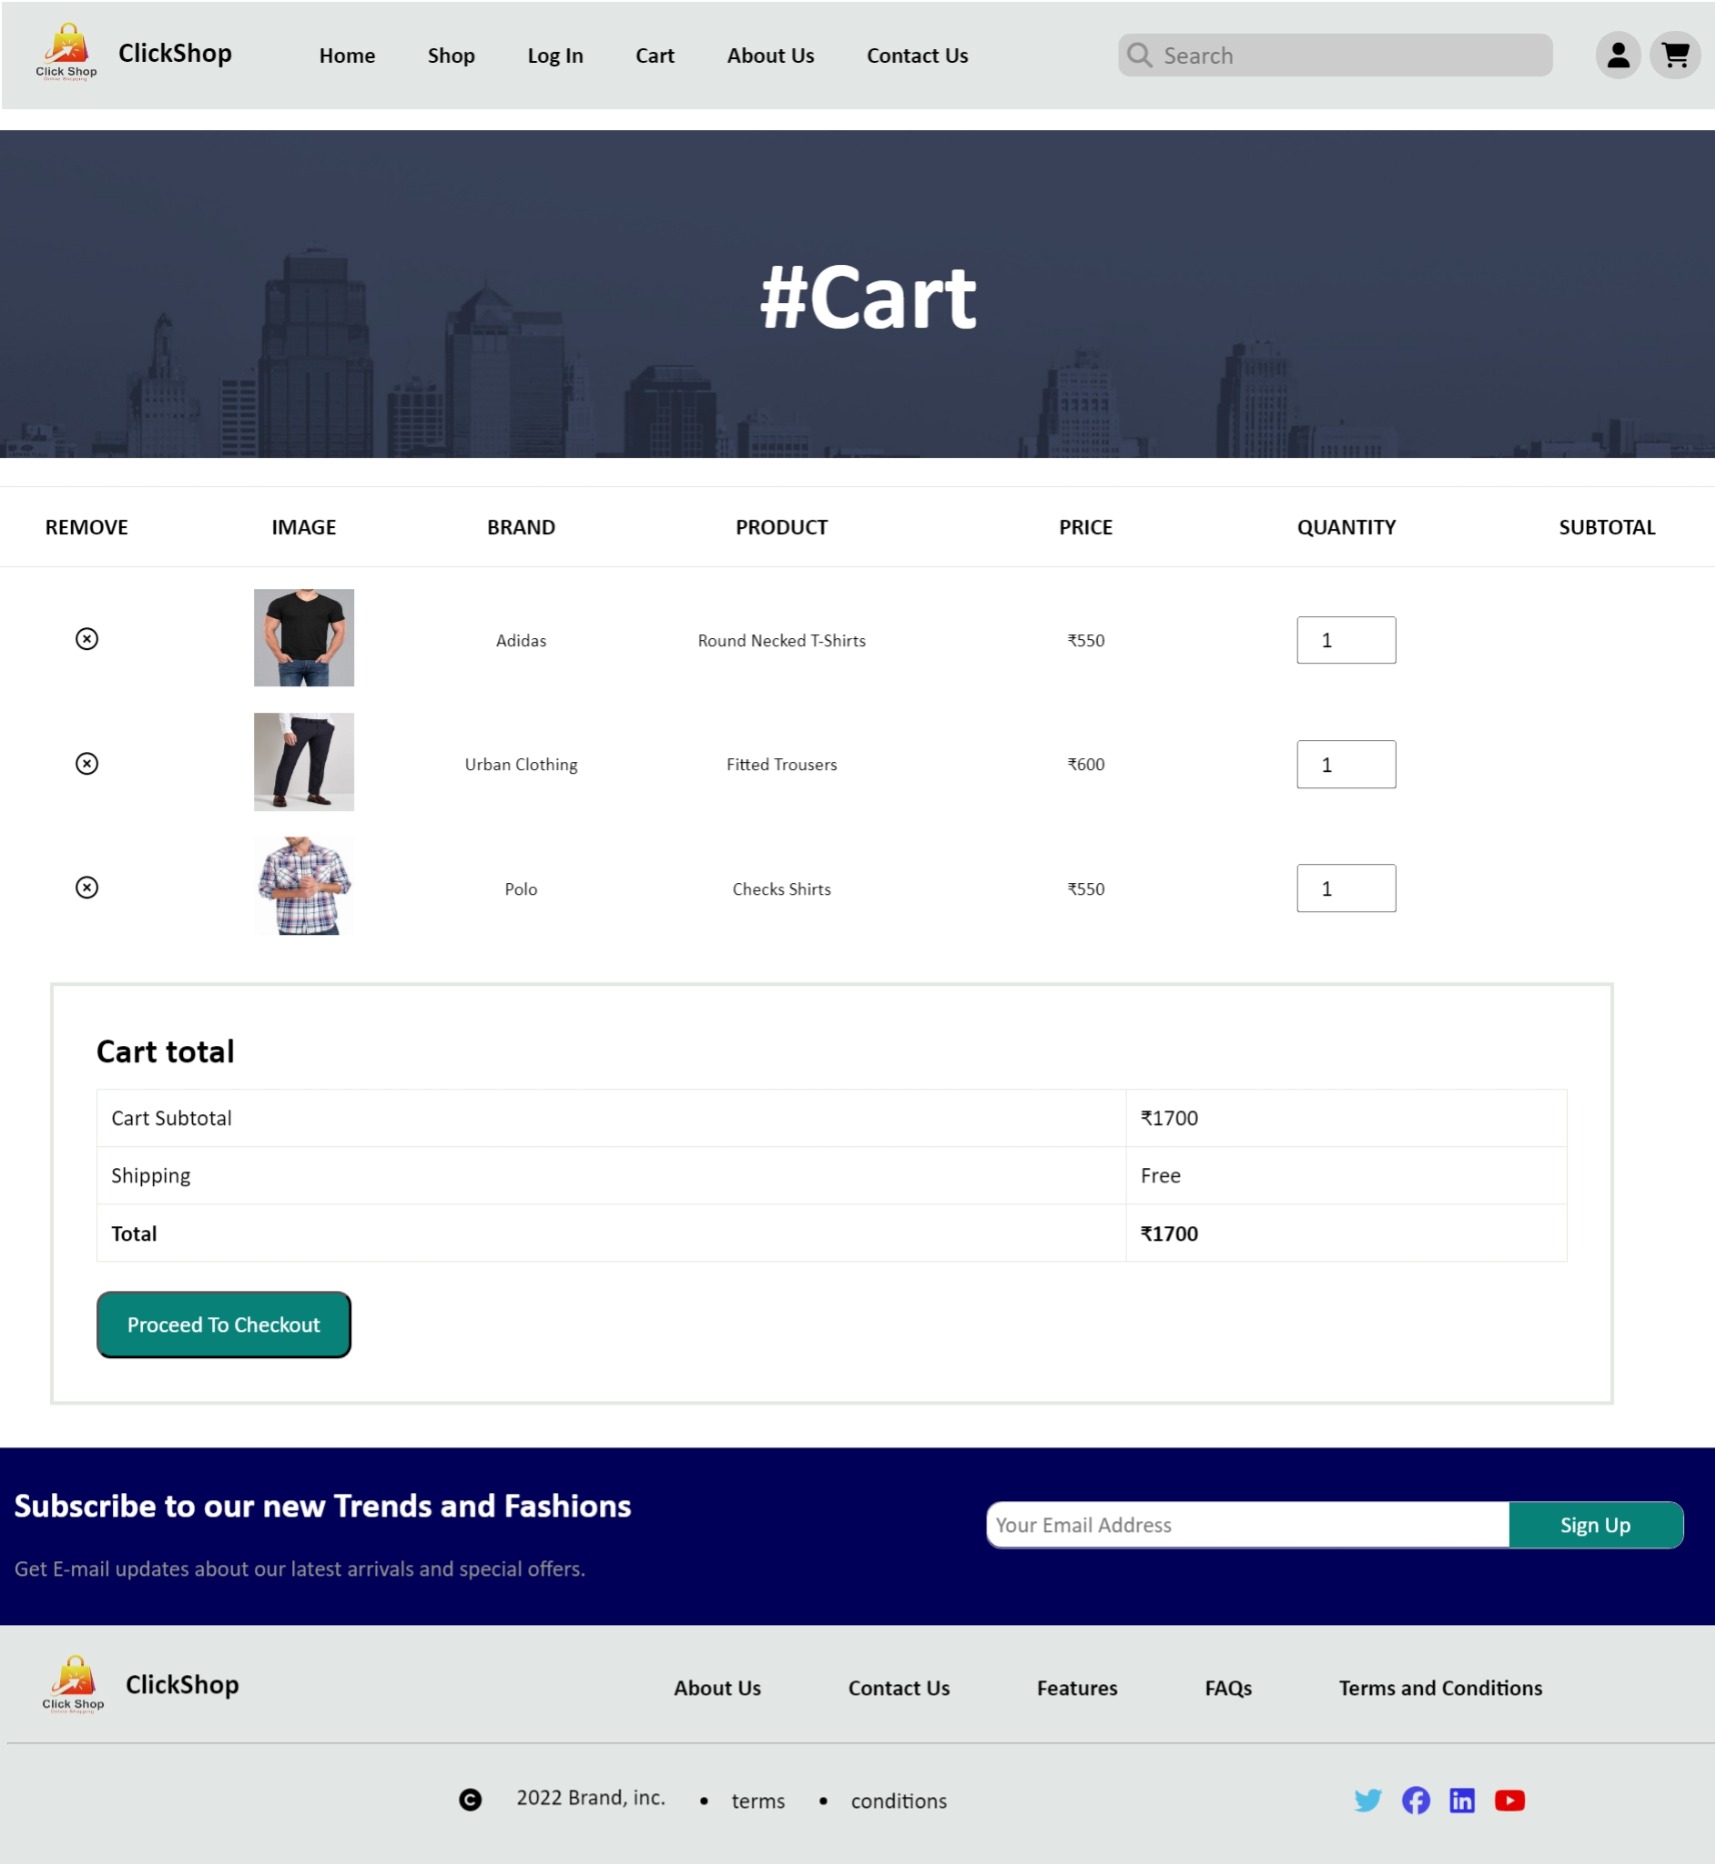 Click Shop
Online Shopping
ClickShop
Home
Shop
Log In
Cart
About Us
Contact Us
Search
#Cart
REMOVE IMAGE BRAND PRODUCT PRICE QUANTITY SUBTOTAL
Adidas Round Necked T-Shirts ₹550 1
Urban Clothing Fitted Trousers ₹600 1
Polo Checks Shirts ₹550 1
Cart total
Cart Subtotal ₹1700
Shipping Free
Total ₹1700
Proceed To Checkout
Subscribe to our new Trends and Fashions
Get E-mail updates about our latest arrivals and special offers.
Your Email Address
Sign Up
Click Shop
Online Shopping
ClickShop
About Us
Contact Us
Features
FAQs
Terms and Conditions
2022 Brand, inc. • terms • conditions